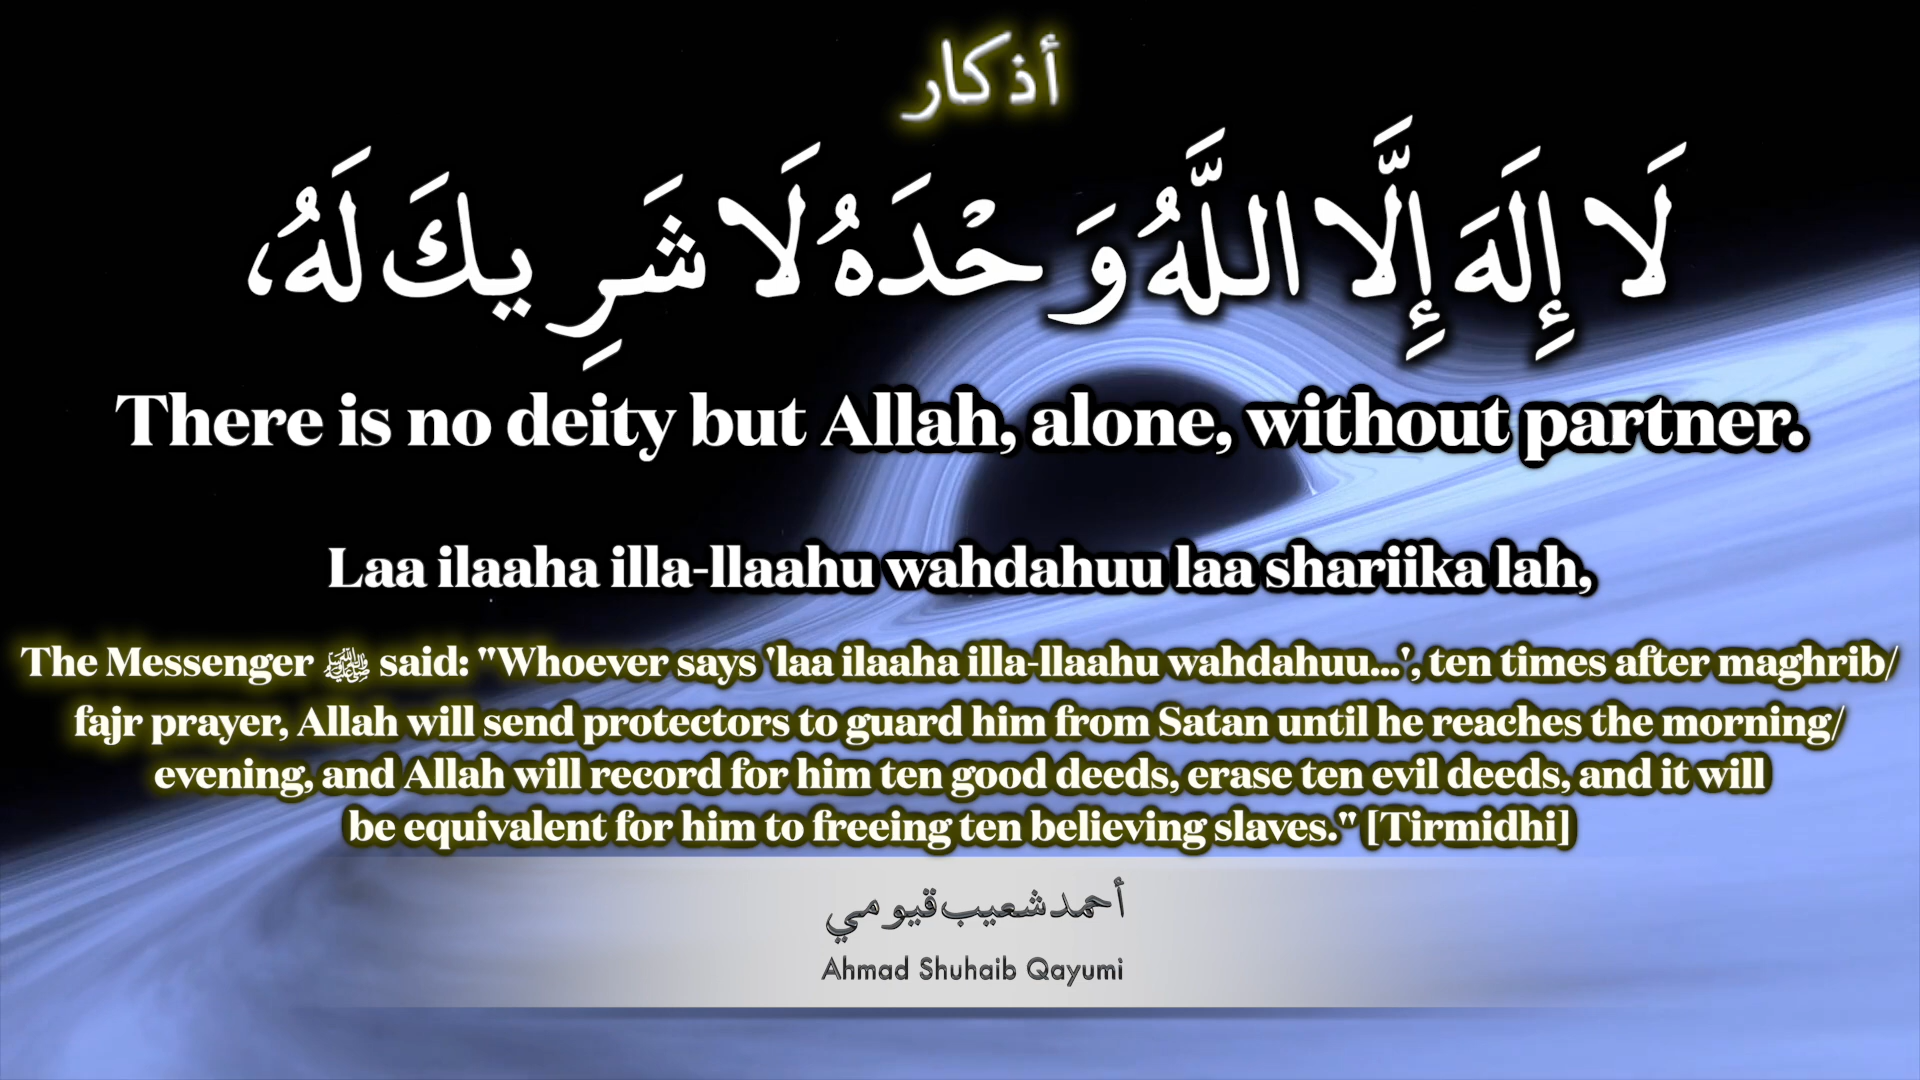 أذكار
لَا إِلَهَ إِلَّا اللَّهُ وَحْدَهُ لَا شَرِيكَ لَهُ،
There is no deity but Allah, alone, without partner.
Laa ilaaha illa-llaahu wahdahuu laa shariika lah,
The Messenger ﷺ said: "Whoever says 'laa ilaaha illa-llaahu wahdahuu...', ten times after maghrib/
fajr prayer, Allah will send protectors to guard him from Satan until he reaches the morning/
evening, and Allah will record for him ten good deeds, erase ten evil deeds, and it will
be equivalent for him to freeing ten believing slaves." [Tirmidhi]
أحمد شعيب قيومي
Ahmad Shuhaib Qayumi